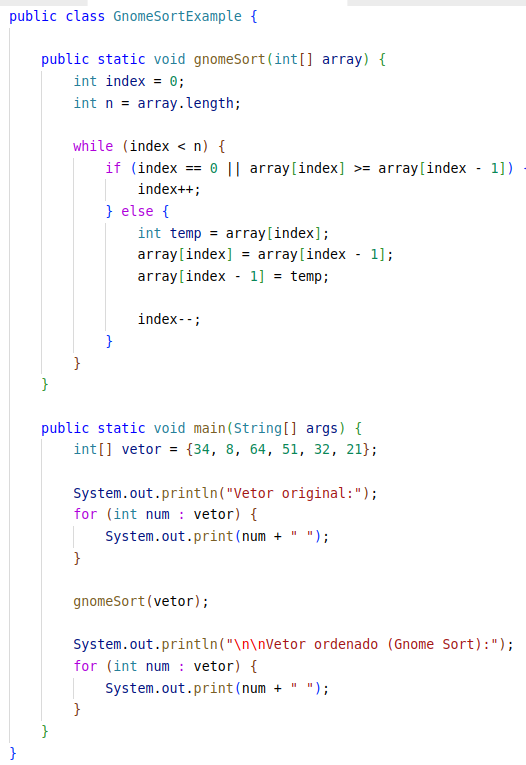 public class GnomeSortExample {
public static void gnomeSort(int[] array) {
int index = 0;
int n = array.length;
while (index < n) {
if (index == 0 || array[index] >= array[index - 1]) {
index++;
} else {
int temp = array[index];
array[index] = array[index - 1];
array[index - 1] = temp;
index--;
}
}
}
public static void main(String[] args) {
int[] vetor = {34, 8, 64, 51, 32, 21};
System.out.println("Vetor original:");
for (int num : vetor) {
System.out.print(num + " ");
}
gnomeSort(vetor);
System.out.println("\n\nVetor ordenado (Gnome Sort):");
for (int num : vetor) {
System.out.print(num + " ");
}
}
}